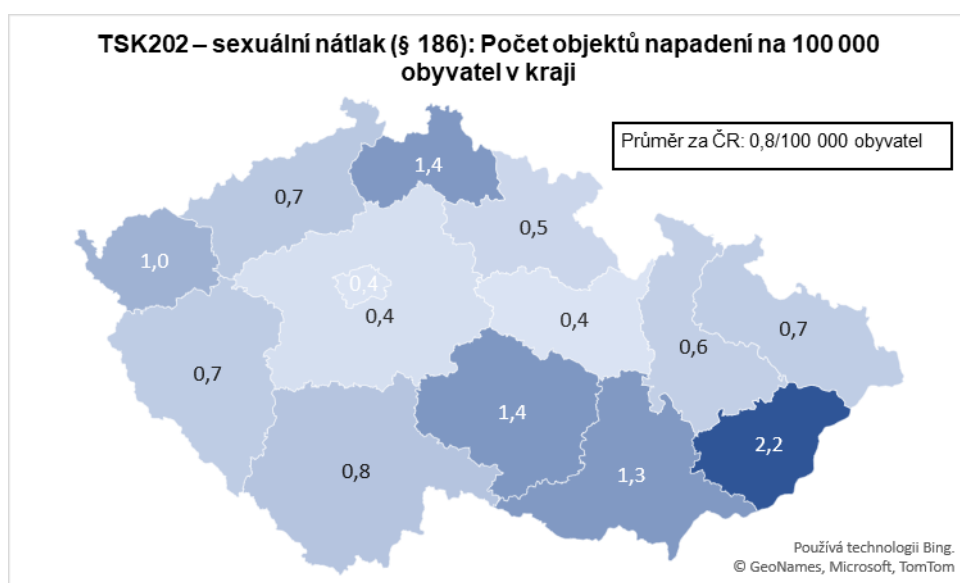 TSK202 – sexuální nátlak (§ 186): Počet objektů napadení na 100 000
obyvatel v kraji
Průměr za ČR: 0,8/100 000 obyvatel
1,4
0,7
0,5
1,0
0,4
0,4
0,4
0,7
0,6
0,7
1,4
2,2
0,8
1,3
Používá technologii Bing.
© GeoNames, Microsoft, TomTom